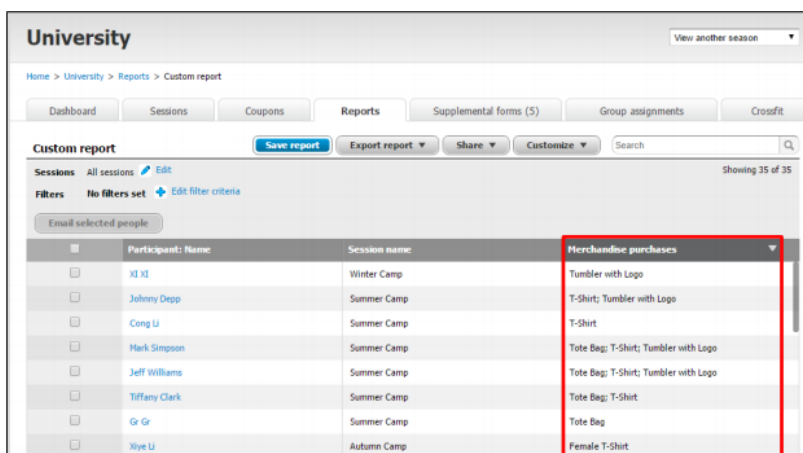 University
View another season
Home > University > Reports > Custom report
Dashboard Sessions Coupons Reports Supplemental forms (5) Group assignments Crossfit
Custom report Save report Export report Share Customize Search
Sessions All sessions Edit Showing 35 of 35
Filters No filters set Edit filter criteria
Email selected people
Participant: Name Session name Merchandise purchases
XI XI Winter Camp Tumbler with Logo
Johnny Depp Summer Camp T-Shirt; Tumbler with Logo
Cong Li Summer Camp T-Shirt
Mark Simpson Summer Camp Tote Bag; T-Shirt; Tumbler with Logo
Jeff Williams Summer Camp Tote Bag; T-Shirt; Tumbler with Logo
Tiffany Clark Summer Camp Tote Bag; T-Shirt
Gr Gr Summer Camp Tote Bag
Xiye Li Autumn Camp Female T-Shirt